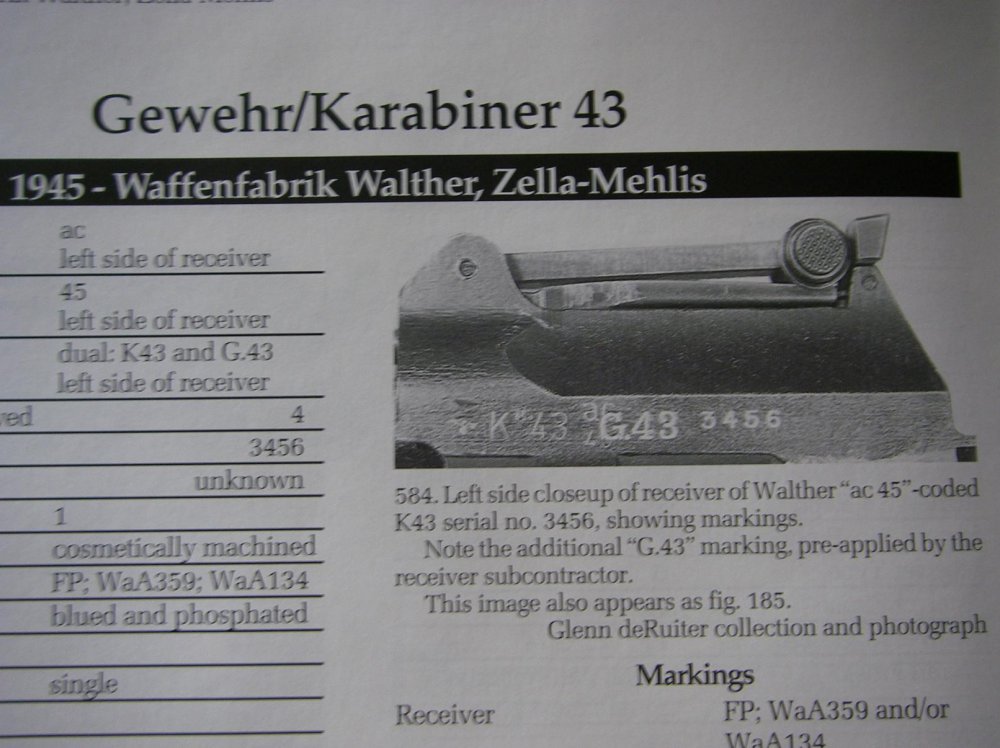 Gewehr/Karabiner 43
1945 - Waffenfabrik Walther, Zella-Mehlis
ac
left side of receiver
45
left side of receiver
dual: K43 and G.43
left side of receiver
4
3456
unknown
1
cosmetically machined
FP; WaA359; WaA134
blued and phosphated
single
K 43 ac G.43 3456
584. Left side closeup of receiver of Walther “ac 45”-coded
K43 serial no. 3456, showing markings.
Note the additional “G.43” marking, pre-applied by the
receiver subcontractor.
This image also appears as fig. 185.
Glenn deRuiter collection and photograph
Markings
Receiver
FP; WaA359 and/or
WaA134